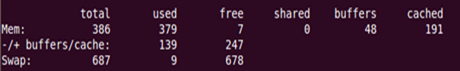 total used free shared buffers cached
Mem: 386 379 7 0 48 191
-/+ buffers/cache: 139 247
Swap: 687 9 678